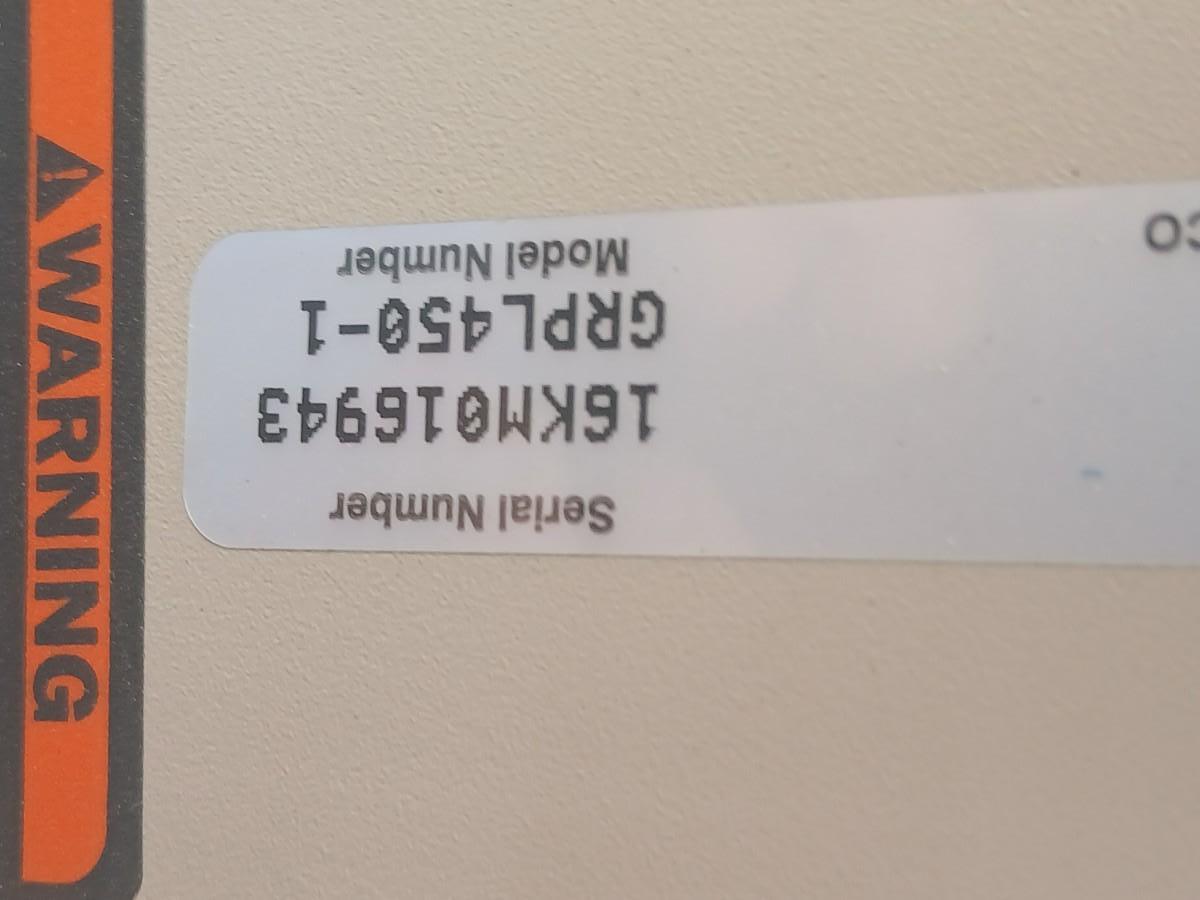 WARNING
Serial Number
16KM016943
GRPL450-1
Model Number